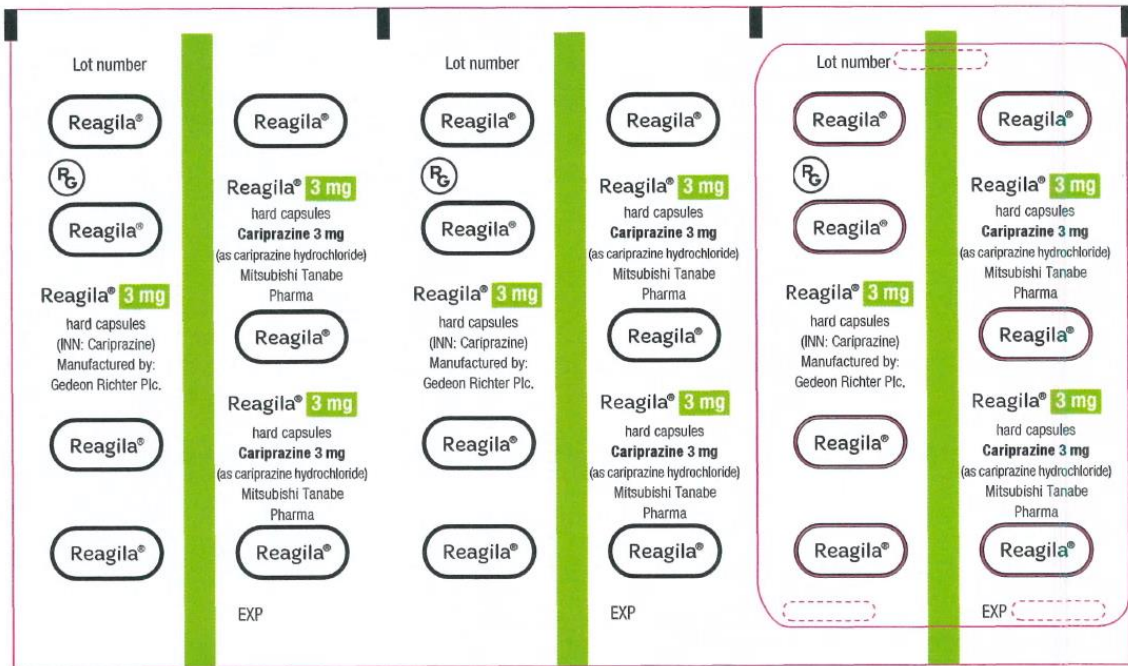 Lot number
Reagila®
RG
Reagila®
Reagila® 3 mg
hard capsules
(INN: Cariprazine)
Manufactured by:
Gedeon Richter Plc.
Reagila®
Reagila®
Reagila®
Reagila® 3 mg
hard capsules
Cariprazine 3 mg
(as cariprazine hydrochloride)
Mitsubishi Tanabe
Pharma
Reagila®
Reagila® 3 mg
hard capsules
Cariprazine 3 mg
(as cariprazine hydrochloride)
Mitsubishi Tanabe
Pharma
Reagila®
EXP
Lot number
Reagila®
RG
Reagila®
Reagila® 3 mg
hard capsules
(INN: Cariprazine)
Manufactured by:
Gedeon Richter Plc.
Reagila®
Reagila®
Reagila®
Reagila® 3 mg
hard capsules
Cariprazine 3 mg
(as cariprazine hydrochloride)
Mitsubishi Tanabe
Pharma
Reagila®
Reagila® 3 mg
hard capsules
Cariprazine 3 mg
(as cariprazine hydrochloride)
Mitsubishi Tanabe
Pharma
Reagila®
EXP
Lot number
Reagila®
RG
Reagila®
Reagila® 3 mg
hard capsules
(INN: Cariprazine)
Manufactured by:
Gedeon Richter Plc.
Reagila®
Reagila®
Reagila®
Reagila® 3 mg
hard capsules
Cariprazine 3 mg
(as cariprazine hydrochloride)
Mitsubishi Tanabe
Pharma
Reagila®
Reagila® 3 mg
hard capsules
Cariprazine 3 mg
(as cariprazine hydrochloride)
Mitsubishi Tanabe
Pharma
Reagila®
EXP